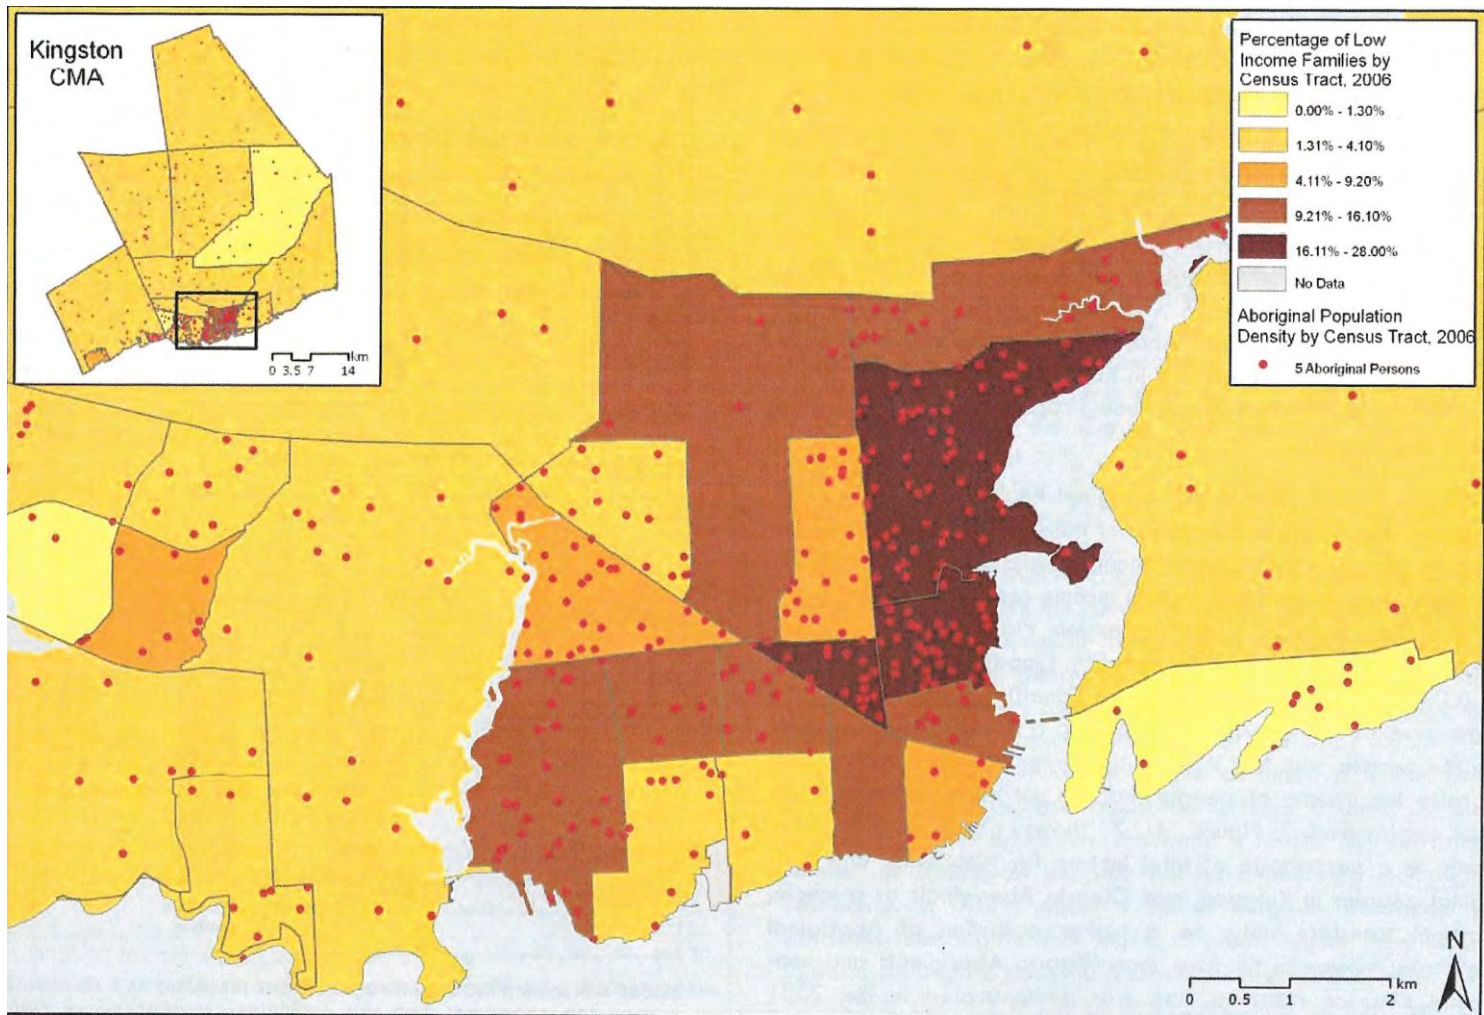 Kingston
CMA
0 3.5 7 14 km
Percentage of Low
Income Families by
Census Tract, 2006
0.00% - 1.30%
1.31% - 4.10%
4.11% - 9.20%
9.21% - 16.10%
16.11% - 28.00%
No Data
Aboriginal Population
Density by Census Tract, 2006
5 Aboriginal Persons
N
km
0 0.5 1 2